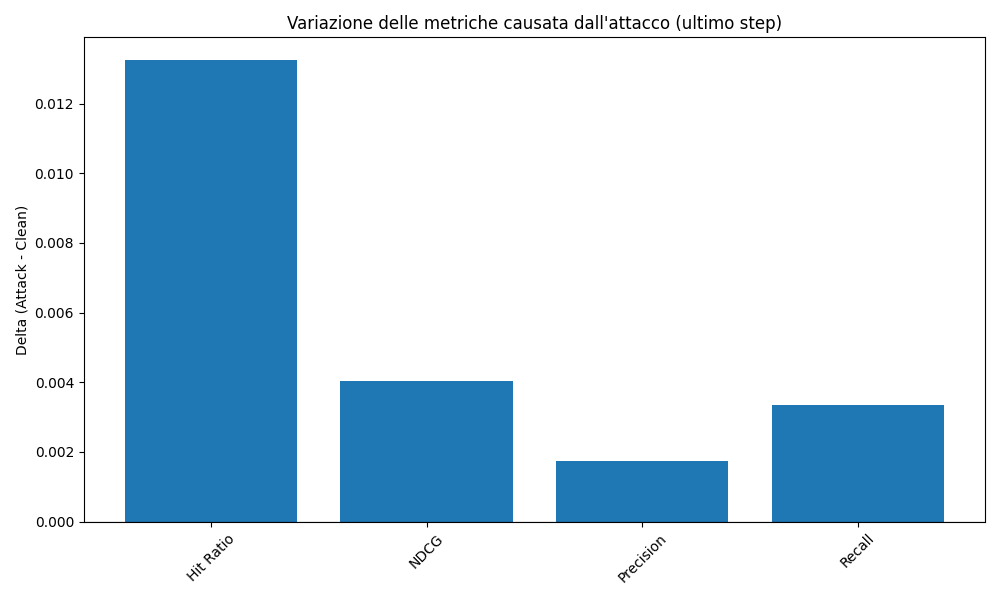 Variazione delle metriche causata dall'attacco (ultimo step)
Delta (Attack - Clean)
0.012
0.010
0.008
0.006
0.004
0.002
0.000
Hit Ratio
NDCG
Precision
Recall